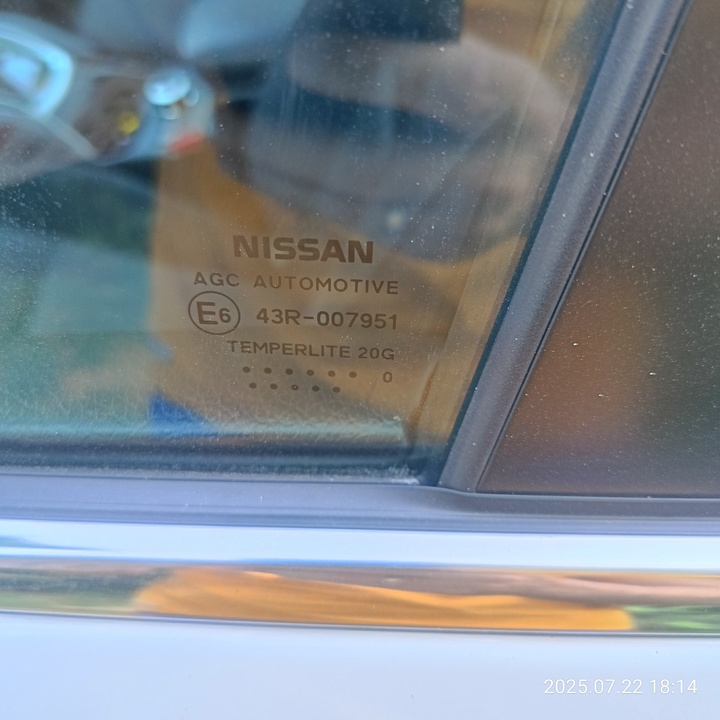 NISSAN
AGC AUTOMOTIVE
E6 43R-007951
TEMPERLITE 20G
0
2025.07.22 18:14